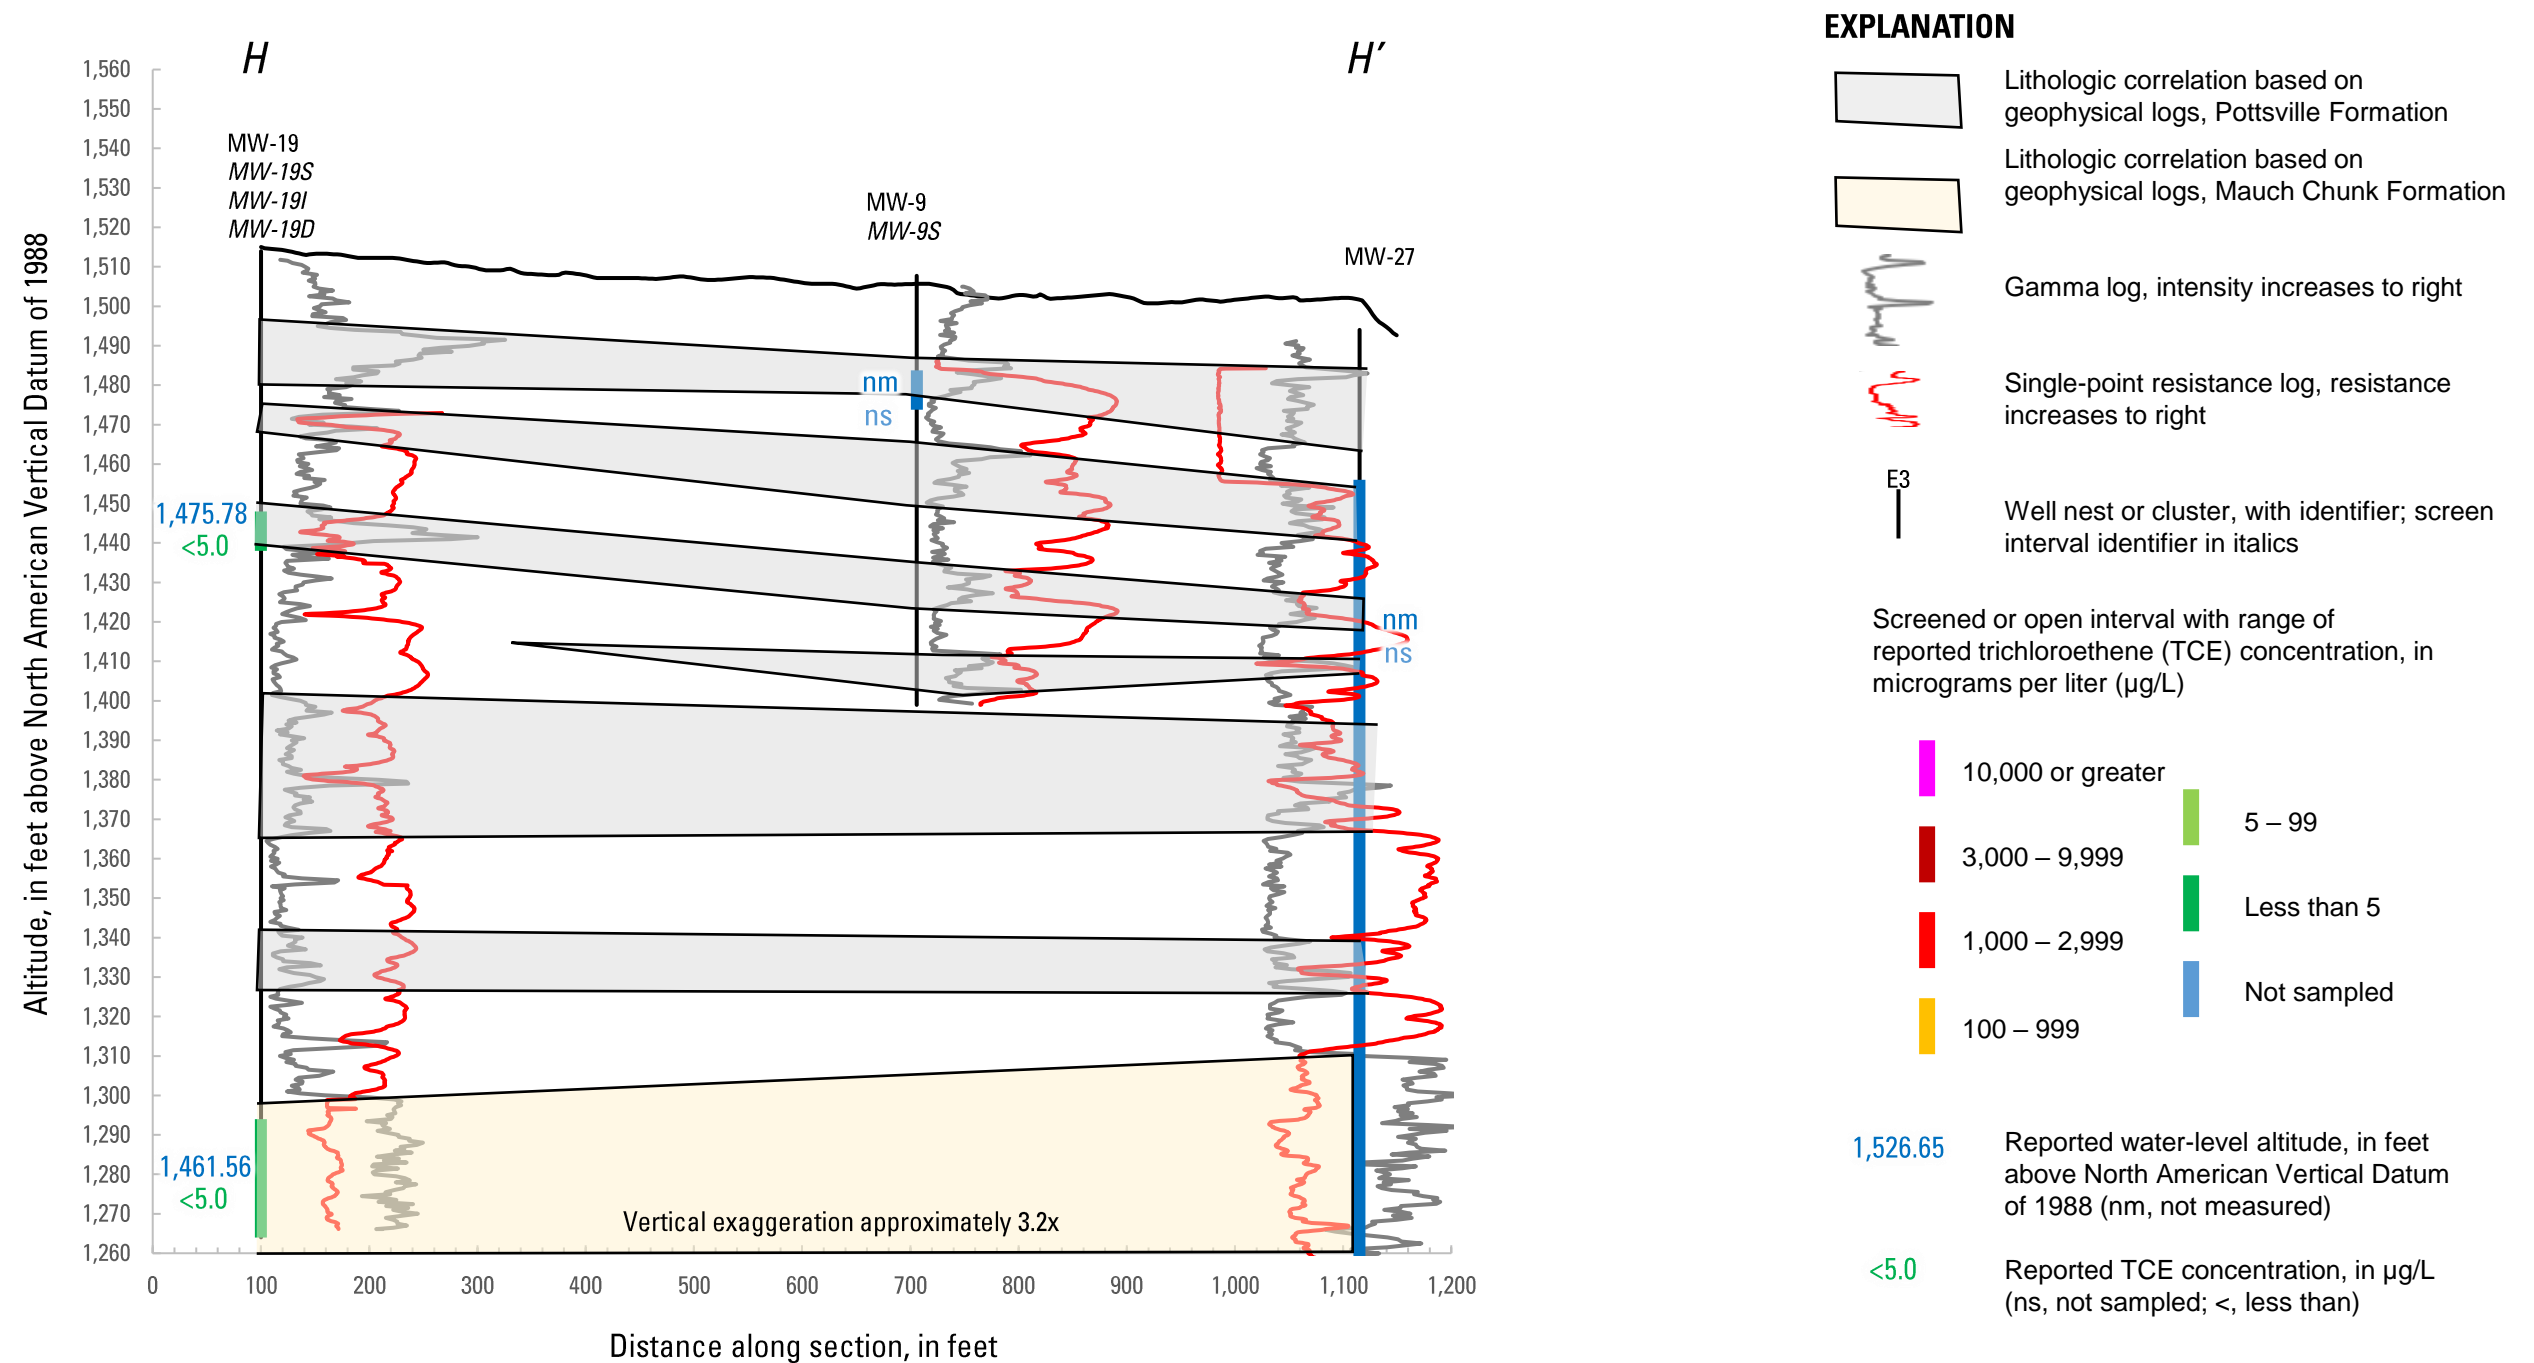 H
H′
1,560
1,550
1,540
1,530
1,520
1,510
1,500
1,490
1,480
1,470
1,460
1,450
1,440
1,430
1,420
1,410
1,400
1,390
1,380
1,370
1,360
1,350
1,340
1,330
1,320
1,310
1,300
1,290
1,280
1,270
1,260
Altitude, in feet above North American Vertical Datum of 1988
MW-19
MW-19S
MW-19I
MW-19D
MW-9
MW-9S
MW-27
nm
ns
1,475.78
<5.0
nm
ns
1,461.56
<5.0
Vertical exaggeration approximately 3.2x
0
100
200
300
400
500
600
700
800
900
1,000
1,100
1,200
Distance along section, in feet
EXPLANATION
Lithologic correlation based on
geophysical logs, Pottsville Formation
Lithologic correlation based on
geophysical logs, Mauch Chunk Formation
Gamma log, intensity increases to right
Single-point resistance log, resistance
increases to right
E3
Well nest or cluster, with identifier; screen
interval identifier in italics
Screened or open interval with range of
reported trichloroethene (TCE) concentration, in
micrograms per liter (µg/L)
10,000 or greater
3,000 – 9,999
1,000 – 2,999
100 – 999
5 – 99
Less than 5
Not sampled
1,526.65
Reported water-level altitude, in feet
above North American Vertical Datum
of 1988 (nm, not measured)
<5.0
Reported TCE concentration, in µg/L
(ns, not sampled; <, less than)